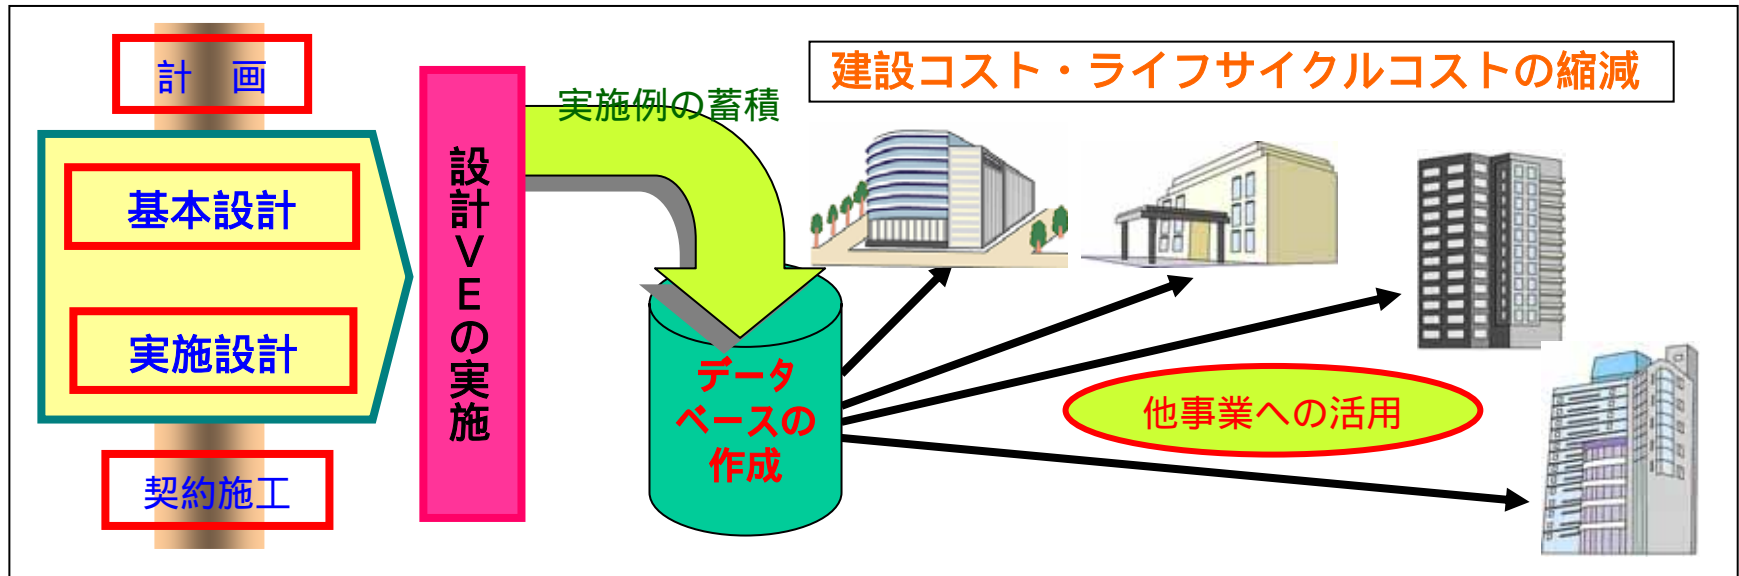 計　画
基本設計
実施設計
契約施工
設計ＶＥの実施
実施例の蓄積
データ
ベースの
作成
建設コスト・ライフサイクルコストの縮減
他事業への活用